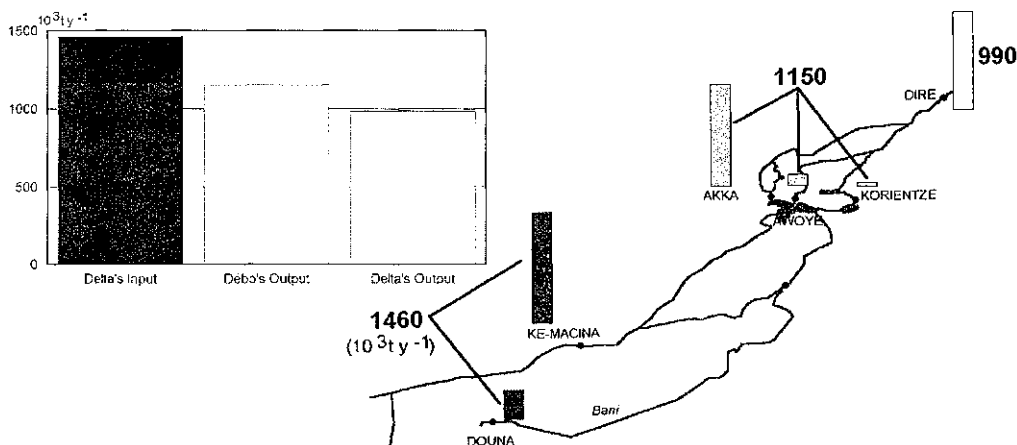 10³t y⁻¹
1500
1000
500
0
Delta's Input
Débo's Output
Delta's Output
990
1150
DIRE
AKKA
AWOYE
KORIENTZE
1460
(10³t y⁻¹)
KE-MACINA
Bani
DOUNA